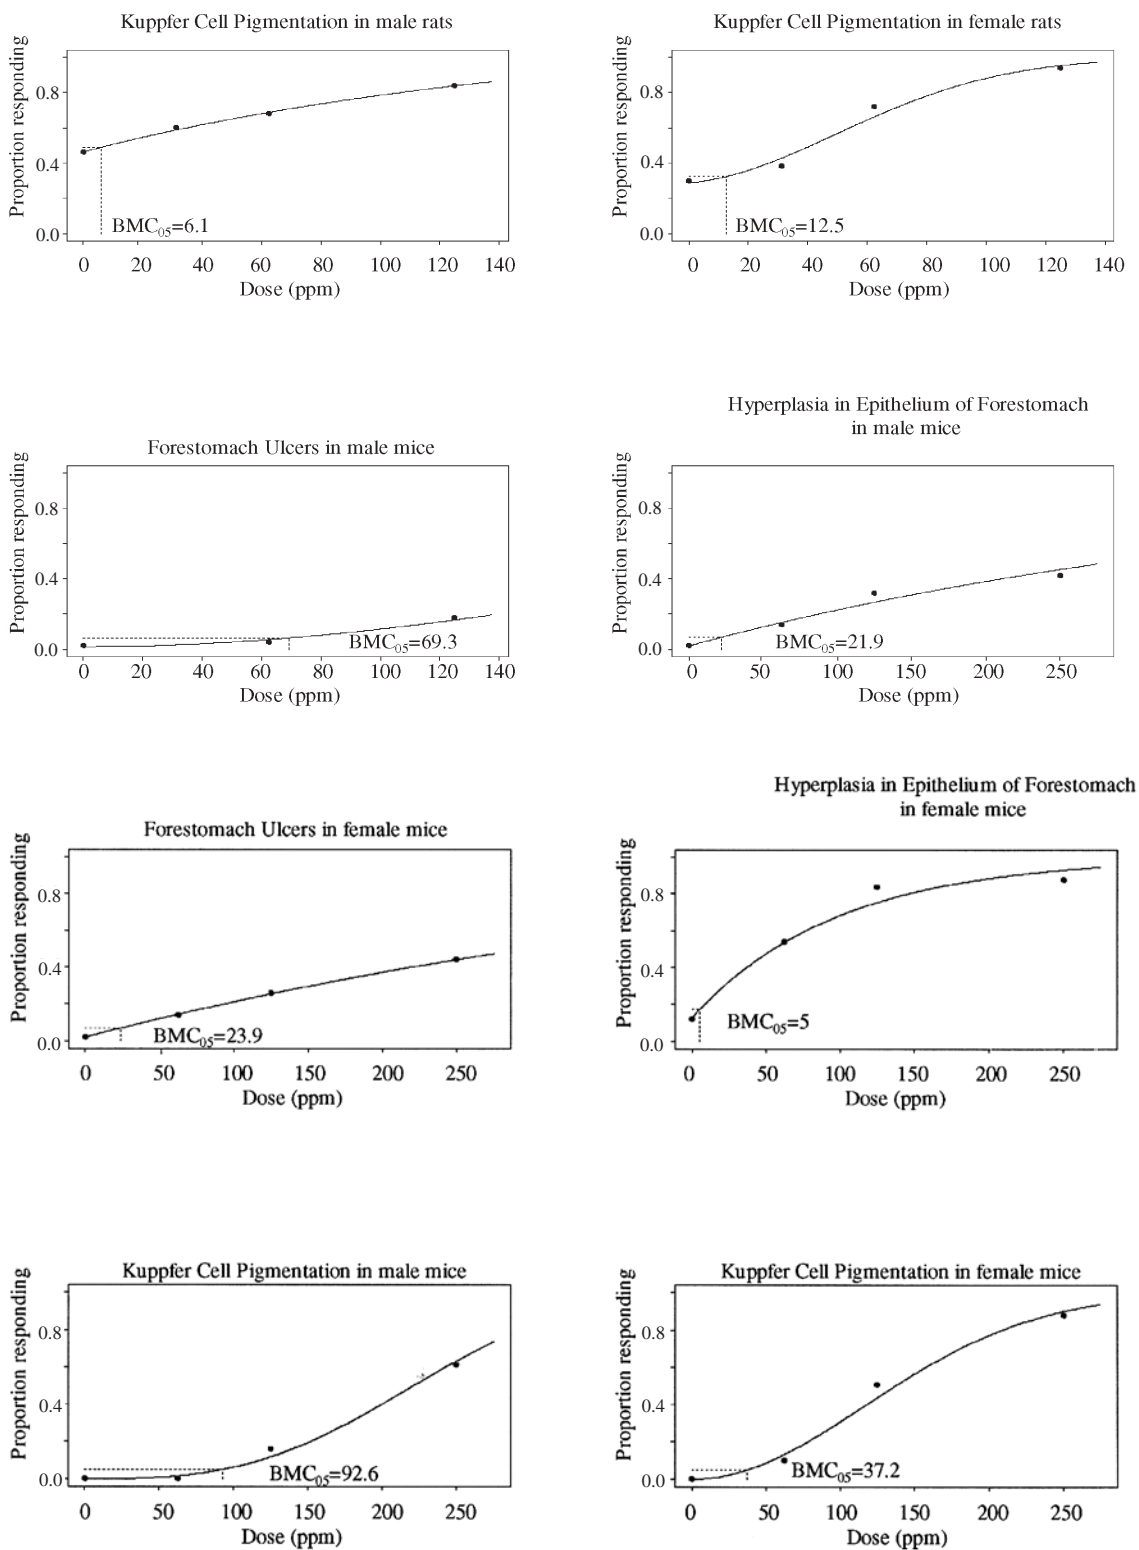 Kuppfer Cell Pigmentation in male rats
Proportion responding
0.8
0.4
0.0
BMC05=6.1
0 20 40 60 80 100 120 140
Dose (ppm)
Kuppfer Cell Pigmentation in female rats
Proportion responding
0.8
0.4
0.0
BMC05=12.5
0 20 40 60 80 100 120 140
Dose (ppm)
Forestomach Ulcers in male mice
Proportion responding
0.8
0.4
0.0
BMC05=69.3
0 20 40 60 80 100 120 140
Dose (ppm)
Hyperplasia in Epithelium of Forestomach
in male mice
Proportion responding
0.8
0.4
0.0
BMC05=21.9
0 50 100 150 200 250
Dose (ppm)
Forestomach Ulcers in female mice
Proportion responding
0.8
0.4
0.0
BMC05=23.9
0 50 100 150 200 250
Dose (ppm)
Hyperplasia in Epithelium of Forestomach
in female mice
Proportion responding
0.8
0.4
0.0
BMC05=5
0 50 100 150 200 250
Dose (ppm)
Kuppfer Cell Pigmentation in male mice
Proportion responding
0.8
0.4
0.0
BMC05=92.6
0 50 100 150 200 250
Dose (ppm)
Kuppfer Cell Pigmentation in female mice
Proportion responding
0.8
0.4
0.0
BMC05=37.2
0 50 100 150 200 250
Dose (ppm)